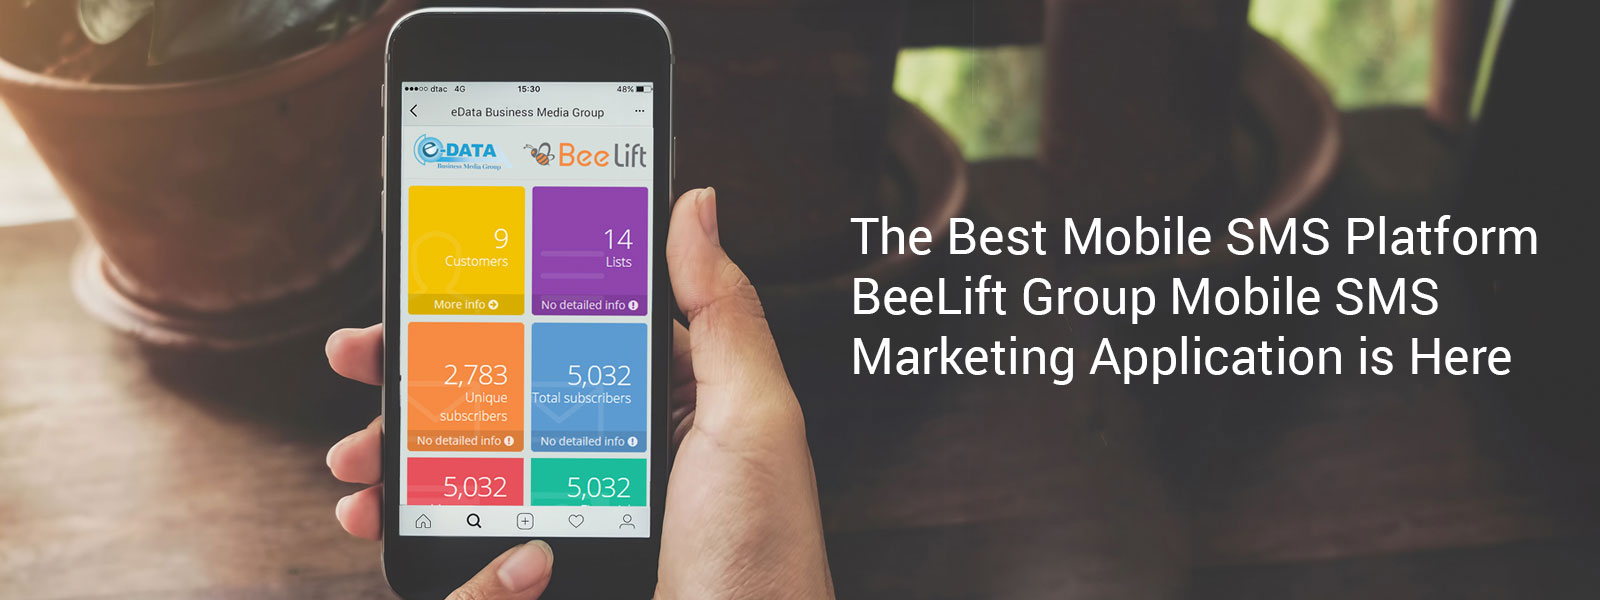 dtac 4G 15:30 48%
eData Business Media Group
e-DATA
Business Media Group
Bee Lift
9
Customers
More info
14
Lists
No detailed info
2,783
Unique
subscribers
No detailed info
5,032
Total subscribers
No detailed info
5,032
5,032
The Best Mobile SMS Platform
BeeLift Group Mobile SMS
Marketing Application is Here